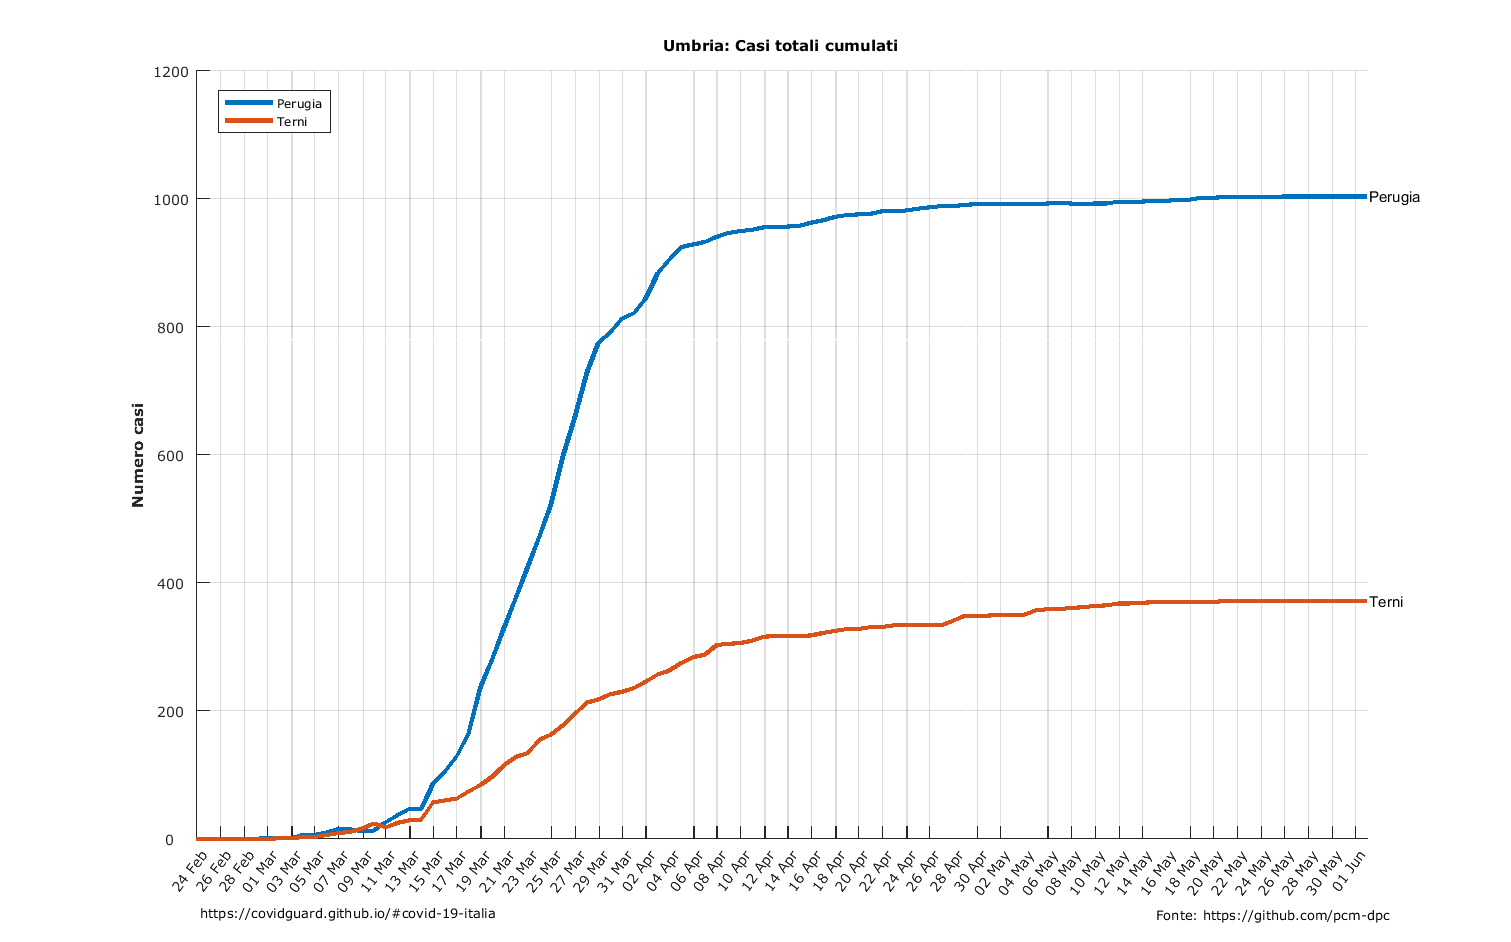 Umbria: Casi totali cumulati
1200
1000
800
600
400
200
0
Numero casi
Perugia
Terni
Perugia
Terni
24 Feb
26 Feb
28 Feb
01 Mar
03 Mar
05 Mar
07 Mar
09 Mar
11 Mar
13 Mar
15 Mar
17 Mar
19 Mar
21 Mar
23 Mar
25 Mar
27 Mar
29 Mar
31 Mar
02 Apr
04 Apr
06 Apr
08 Apr
10 Apr
12 Apr
14 Apr
16 Apr
18 Apr
20 Apr
22 Apr
24 Apr
26 Apr
28 Apr
30 Apr
02 May
04 May
06 May
08 May
10 May
12 May
14 May
16 May
18 May
20 May
22 May
24 May
26 May
28 May
30 May
01 Jun
https://covidguard.github.io/#covid-19-italia
Fonte: https://github.com/pcm-dpc